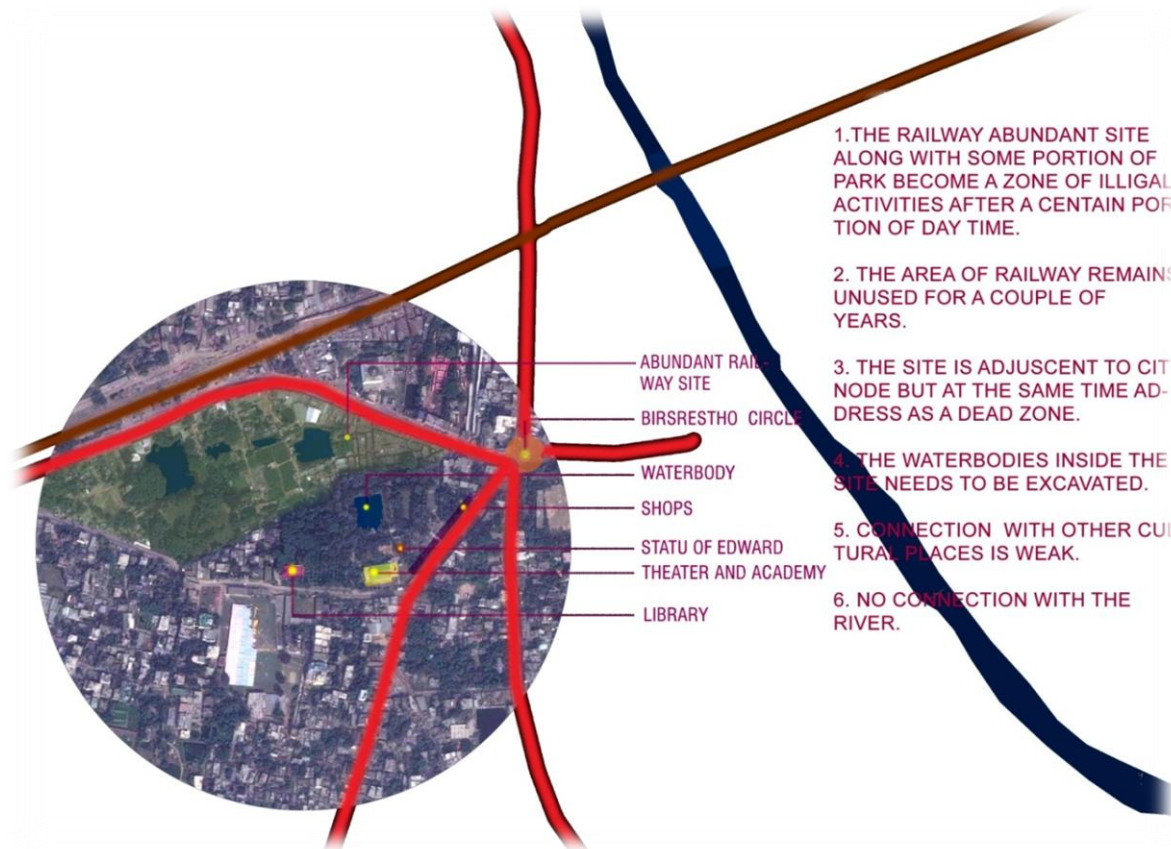 1.THE RAILWAY ABUNDANT SITE
ALONG WITH SOME PORTION OF
PARK BECOME A ZONE OF ILLIGAL
ACTIVITIES AFTER A CENTAIN POR
TION OF DAY TIME.
2. THE AREA OF RAILWAY REMAINS
UNUSED FOR A COUPLE OF
YEARS.
3. THE SITE IS ADJUSCENT TO CIT
NODE BUT AT THE SAME TIME AD-
DRESS AS A DEAD ZONE.
4. THE WATERBODIES INSIDE THE
SITE NEEDS TO BE EXCAVATED.
5. CONNECTION WITH OTHER CUL
TURAL PLACES IS WEAK.
6. NO CONNECTION WITH THE
RIVER.
ABUNDANT RAIL-
WAY SITE
BIRSRESTHO CIRCLE
WATERBODY
SHOPS
STATU OF EDWARD
THEATER AND ACADEMY
LIBRARY